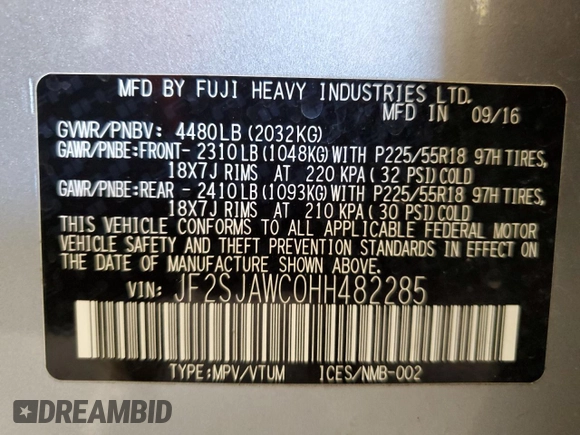 MFD BY FUJI HEAVY INDUSTRIES LTD.
MFD IN 09/16
GVWR/PNBV: 4480LB(2032KG)
GAWR/PNBE:FRONT- 2310LB(1048KG)WITH P225/55R18 97H TIRES,
18X7J RIMS AT 220 KPA(32 PSI)COLD
GAWR/PNBE:REAR - 2410LB(1093KG)WITH P225/55R18 97H TIRES,
18X7J RIMS AT 210 KPA(30 PSI)COLD
THIS VEHICLE CONFORMS TO ALL APPLICABLE FEDERAL MOTOR
VEHICLE SAFETY AND THEFT PREVENTION STANDARDS IN EFFECT ON
THE DATE OF MANUFACTURE SHOWN ABOVE.
VIN: JF2SJAWC0HH482285
TYPE:MPV/VTUM ICES/NMB-002
DREAMBID